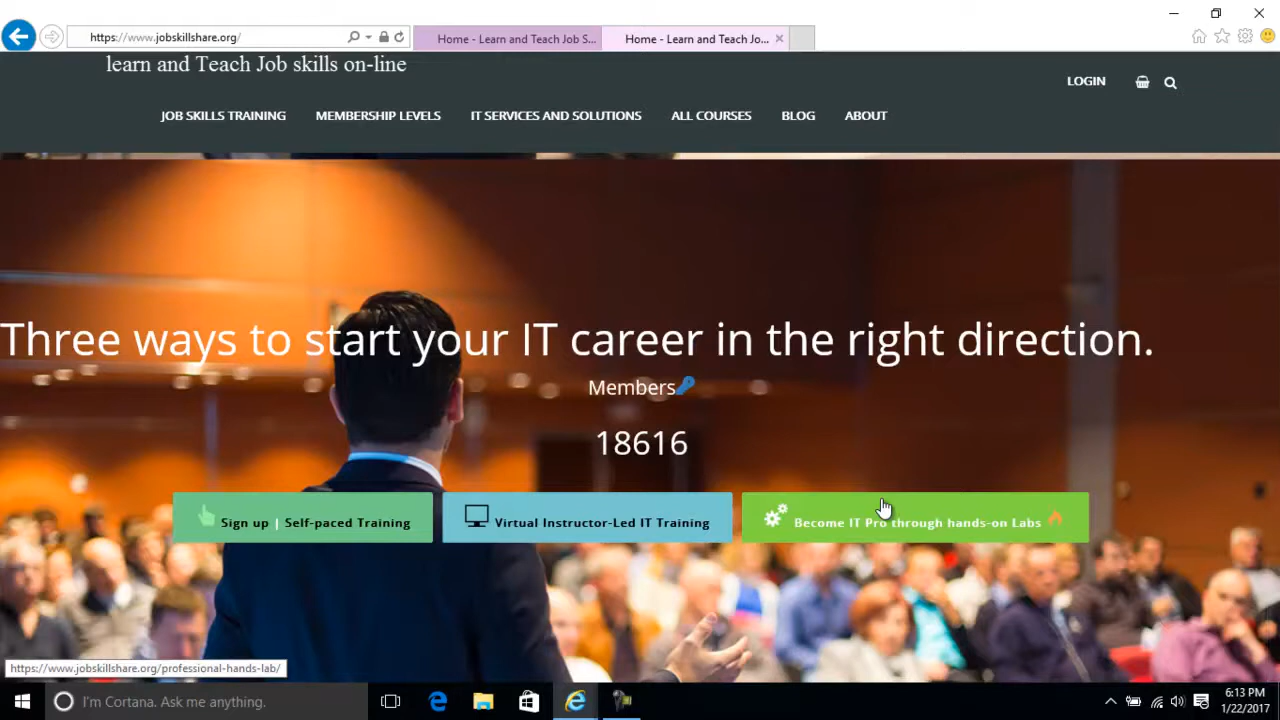 https://www.jobskillshare.org/
Home - Learn and Teach Job S...
Home - Learn and Teach Jo...
learn and Teach Job skills on-line
LOGIN
JOB SKILLS TRAINING
MEMBERSHIP LEVELS
IT SERVICES AND SOLUTIONS
ALL COURSES
BLOG
ABOUT
Three ways to start your IT career in the right direction.
Members
18616
Sign up | Self-paced Training
Virtual Instructor-Led IT Training
Become IT Pro through hands-on Labs
https://www.jobskillshare.org/professional-hands-lab/
I'm Cortana. Ask me anything.
6:13 PM
1/22/2017